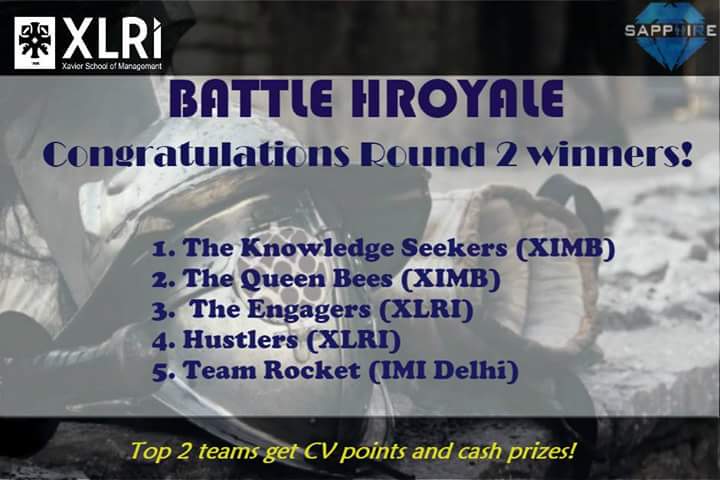 XLRI
Xavier School of Management
SAPPHIRE
BATTLE HROYALE
Congratulations Round 2 winners!
1. The Knowledge Seekers (XIMB)
2. The Queen Bees (XIMB)
3. The Engagers (XLRI)
4. Hustlers (XLRI)
5. Team Rocket (IMI Delhi)
Top 2 teams get CV points and cash prizes!